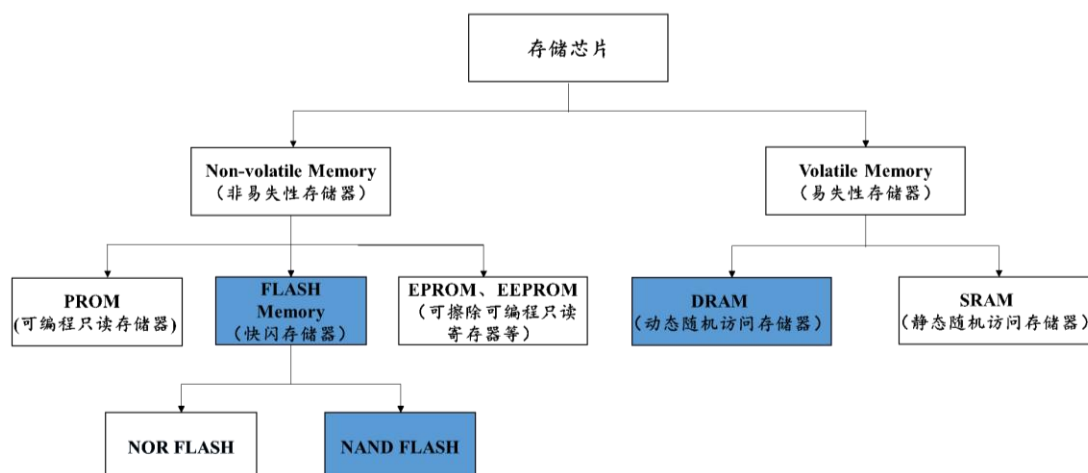 存储芯片
Non-volatile Memory
（非易失性存储器）
Volatile Memory
（易失性存储器）
PROM
(可编程只读存储器)
FLASH
Memory
（快闪存储器）
EPROM、EEPROM
（可擦除可编程只读
寄存器等）
DRAM
（动态随机访问存储器）
SRAM
（静态随机访问存储器）
NOR FLASH
NAND FLASH